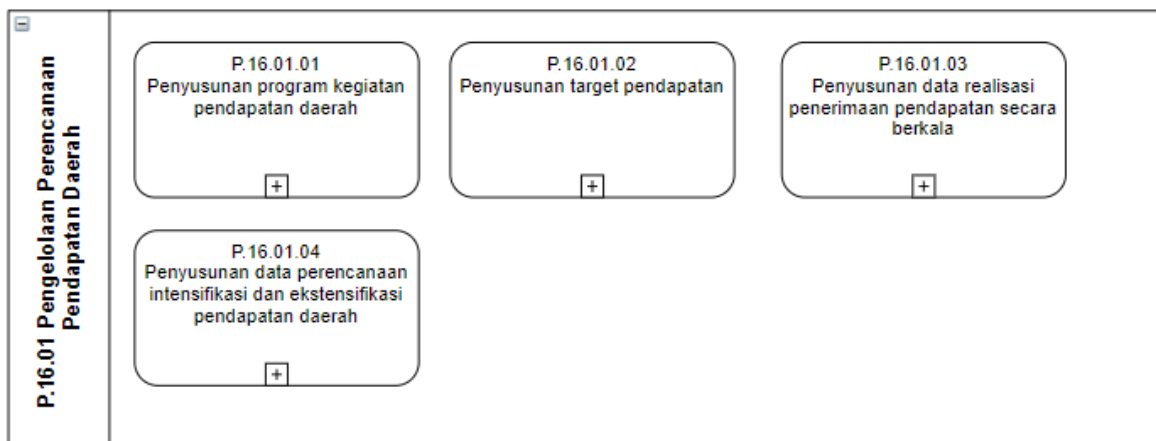 P.16.01 Pengelolaan Perencanaan
Pendapatan Daerah
P.16.01.01
Penyusunan program kegiatan
pendapatan daerah
P.16.01.02
Penyusunan target pendapatan
P.16.01.03
Penyusunan data realisasi
penerimaan pendapatan secara
berkala
P.16.01.04
Penyusunan data perencanaan
intensifikasi dan ekstensifikasi
pendapatan daerah